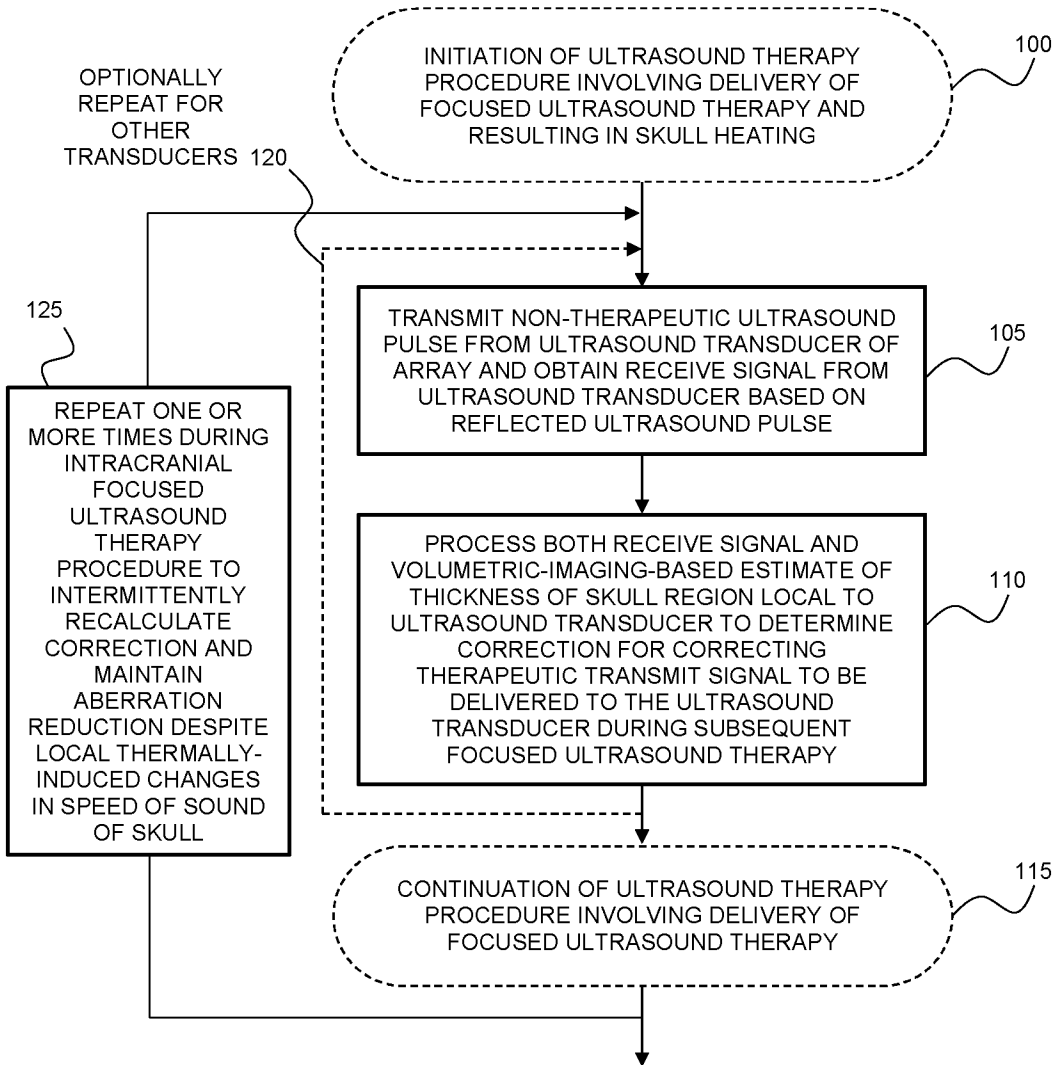 INITIATION OF ULTRASOUND THERAPY
PROCEDURE INVOLVING DELIVERY OF
FOCUSED ULTRASOUND THERAPY AND
RESULTING IN SKULL HEATING
100
OPTIONALLY
REPEAT FOR
OTHER
TRANSDUCERS
120
TRANSMIT NON-THERAPEUTIC ULTRASOUND
PULSE FROM ULTRASOUND TRANSDUCER OF
ARRAY AND OBTAIN RECEIVE SIGNAL FROM
ULTRASOUND TRANSDUCER BASED ON
REFLECTED ULTRASOUND PULSE
105
125
REPEAT ONE OR
MORE TIMES DURING
INTRACRANIAL
FOCUSED
ULTRASOUND
THERAPY
PROCEDURE TO
INTERMITTENTLY
RECALCULATE
CORRECTION AND
MAINTAIN
ABERRATION
REDUCTION DESPITE
LOCAL THERMALLY-
INDUCED CHANGES
IN SPEED OF SOUND
OF SKULL
PROCESS BOTH RECEIVE SIGNAL AND
VOLUMETRIC-IMAGING-BASED ESTIMATE OF
THICKNESS OF SKULL REGION LOCAL TO
ULTRASOUND TRANSDUCER TO DETERMINE
CORRECTION FOR CORRECTING
THERAPEUTIC TRANSMIT SIGNAL TO BE
DELIVERED TO THE ULTRASOUND
TRANSDUCER DURING SUBSEQUENT
FOCUSED ULTRASOUND THERAPY
110
CONTINUATION OF ULTRASOUND THERAPY
PROCEDURE INVOLVING DELIVERY OF
FOCUSED ULTRASOUND THERAPY
115